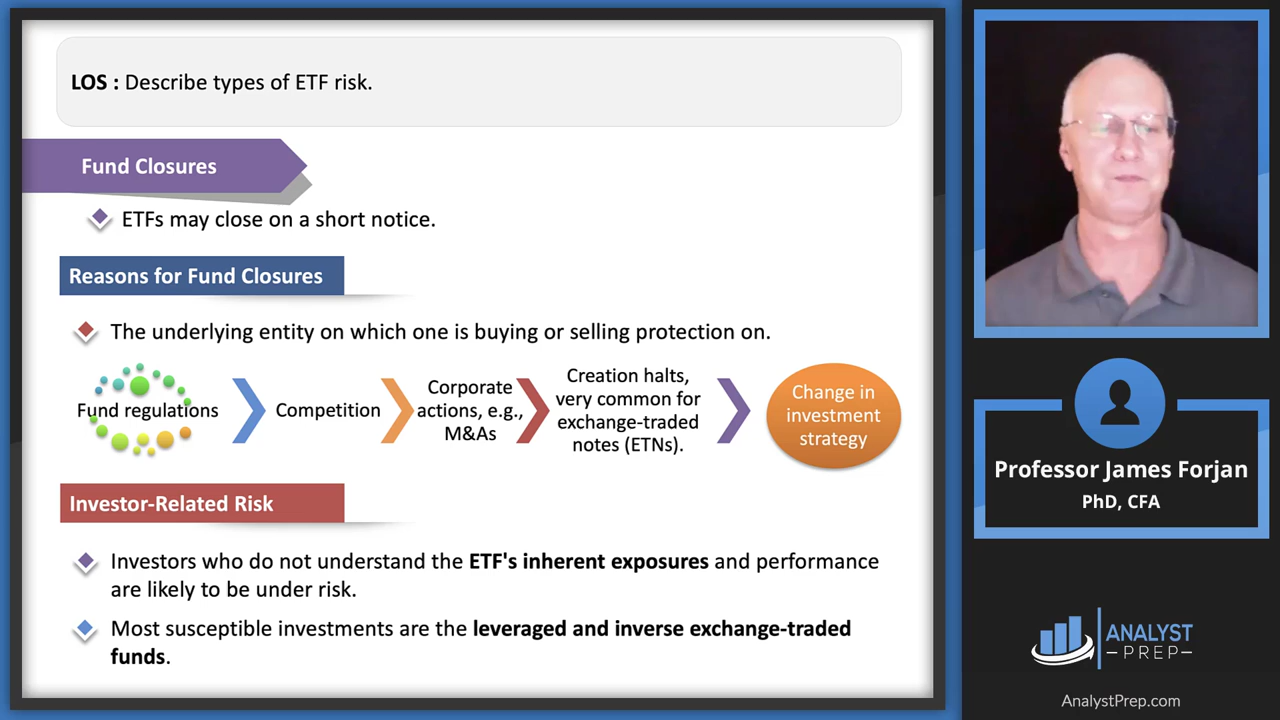 LOS : Describe types of ETF risk.
Fund Closures
ETFs may close on a short notice.
Reasons for Fund Closures
The underlying entity on which one is buying or selling protection on.
Fund regulations
Competition
Corporate
actions, e.g.,
M&As
Creation halts,
very common for
exchange-traded
notes (ETNs).
Change in
investment
strategy
Investor-Related Risk
Investors who do not understand the ETF's inherent exposures and performance
are likely to be under risk.
Most susceptible investments are the leveraged and inverse exchange-traded
funds.
Professor James Forjan
PhD, CFA
ANALYST
PREP
AnalystPrep.com